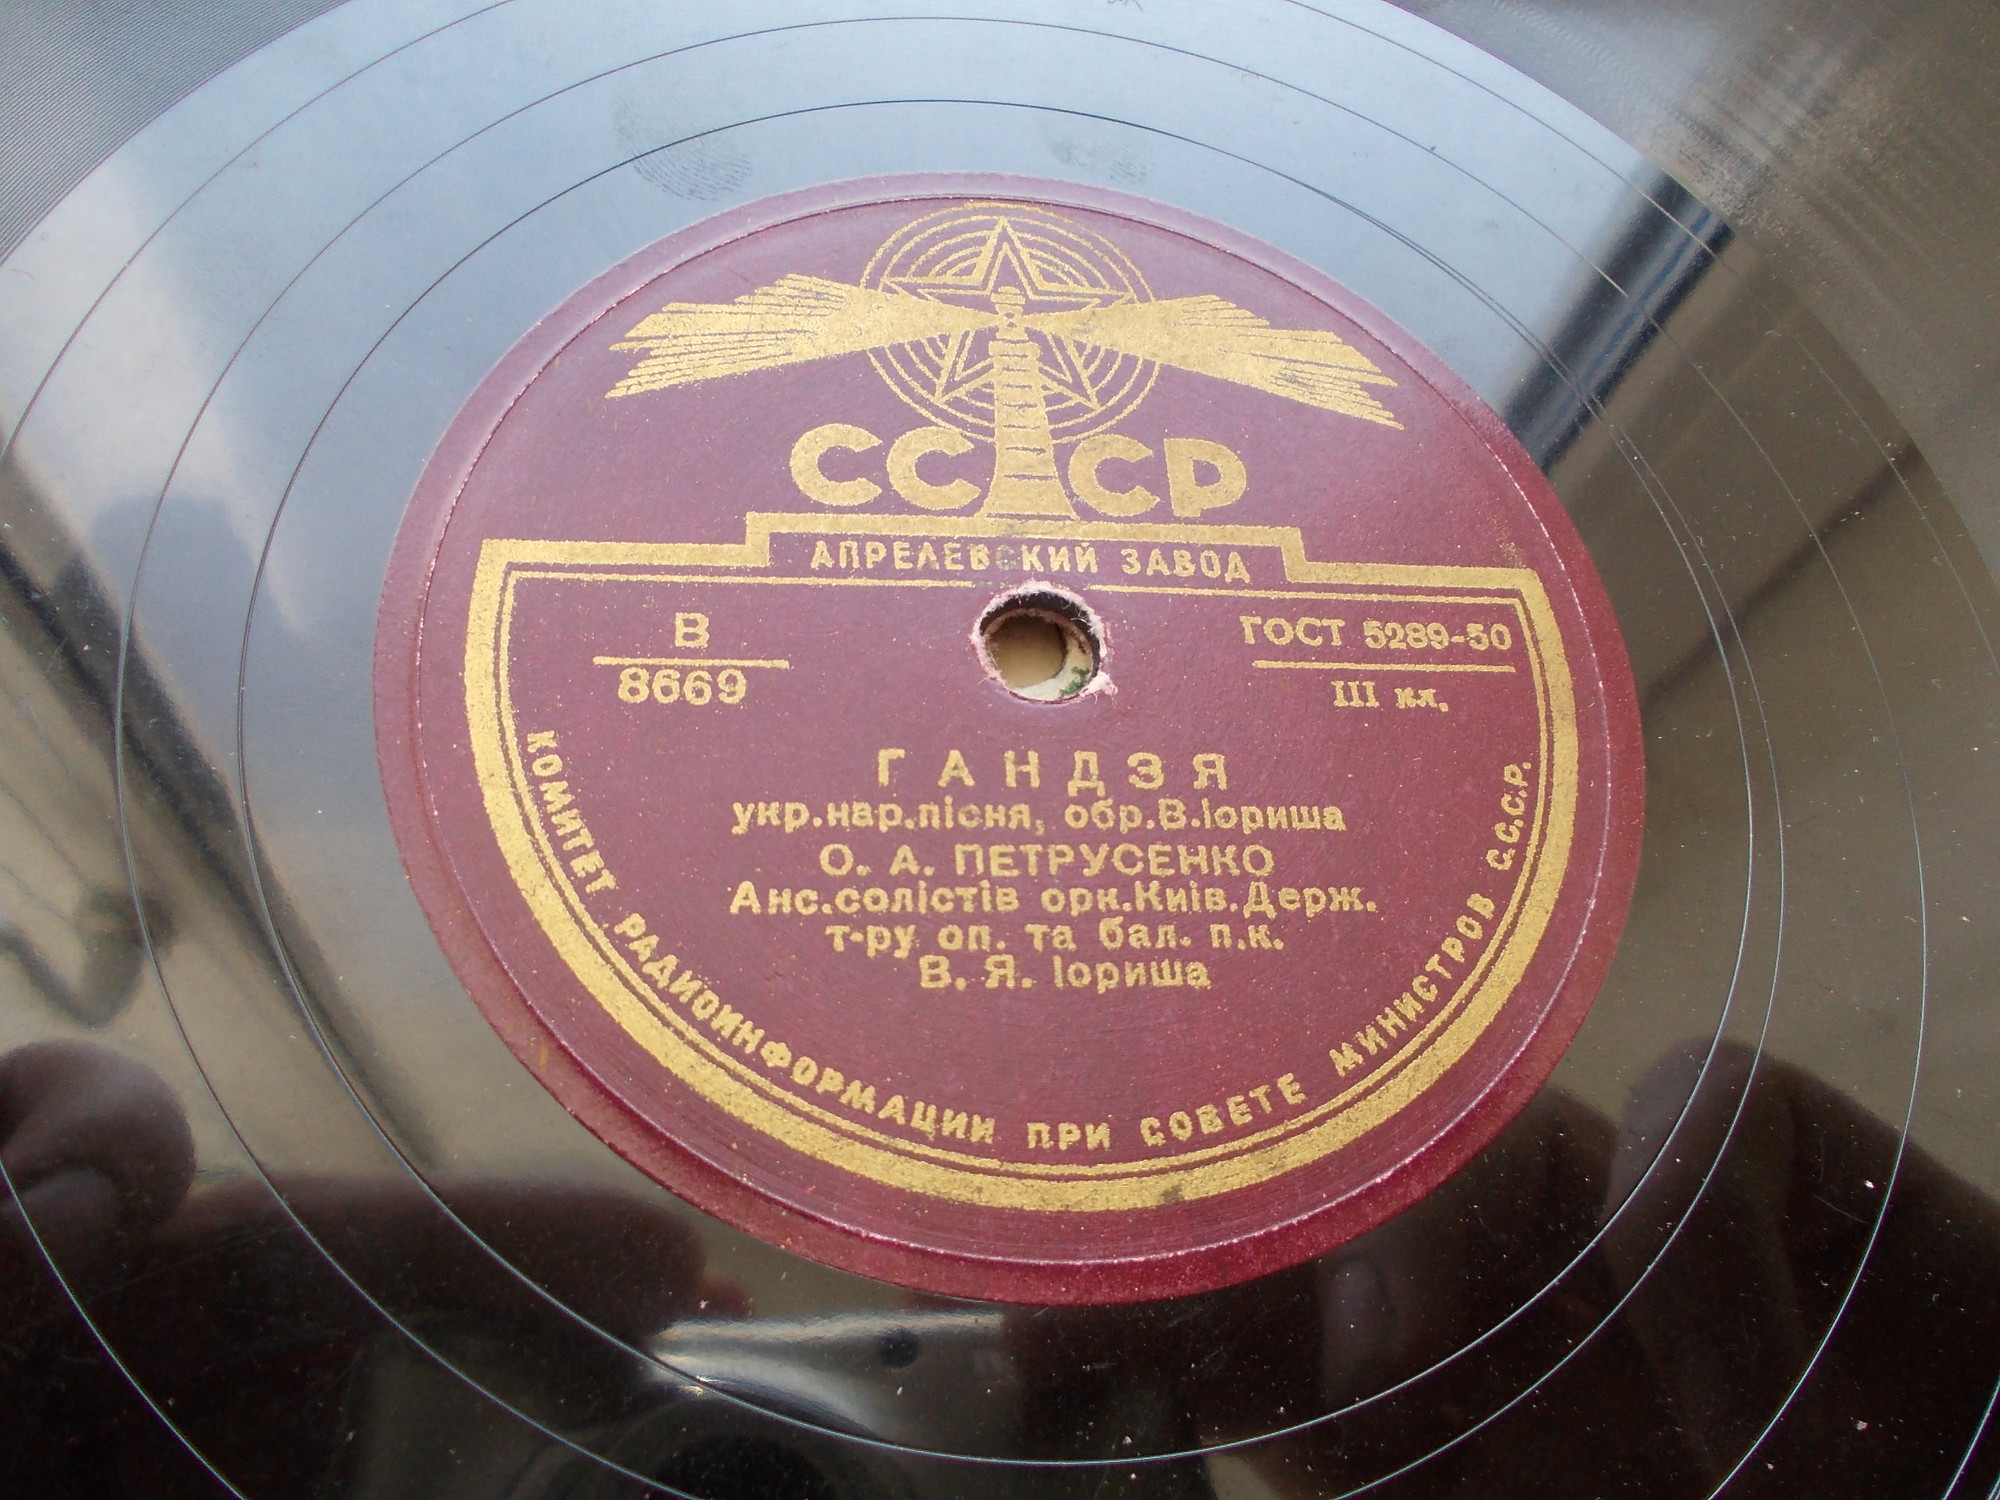 СССР
АПРЕЛЕВСКИЙ ЗАВОД
В
8669
ГОСТ 5289-50
III кл.
ГАНДЗЯ
укр.нар.пісня, обр.В.Іориша
О. А. ПЕТРУСЕНКО
Анс.солістів орк.Київ.Держ.
т-ру оп. та бал. п.к.
В. Я. Іориша
КОМИТЕТ РАДИОИНФОРМАЦИИ ПРИ СОВЕТЕ МИНИСТРОВ С.С.С.Р.